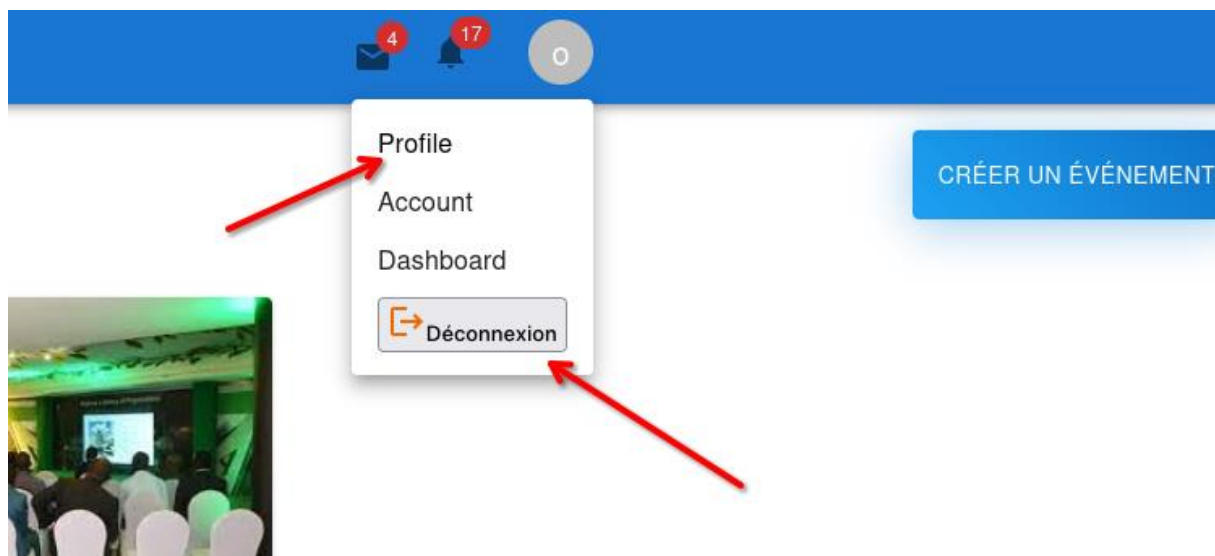 4
17
O
Profile
CRÉER UN ÉVÉNEMENT
Account
Dashboard
Déconnexion